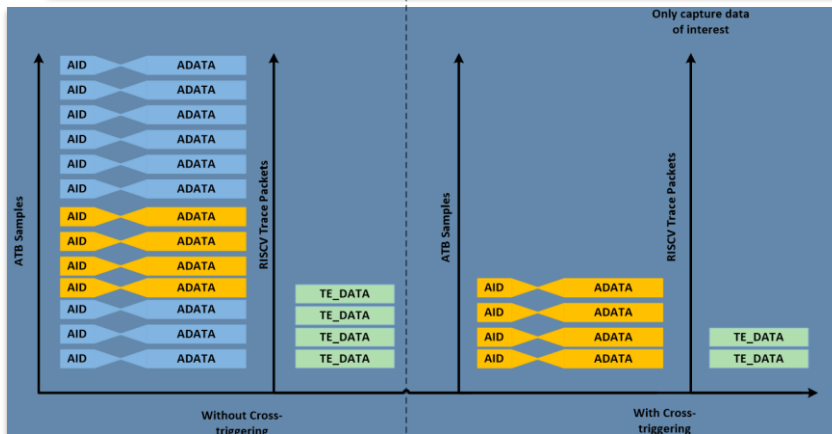 Only capture data
of interest
AID ADATA
AID ADATA
AID ADATA
AID ADATA
AID ADATA
AID ADATA
AID ADATA
AID ADATA
AID ADATA
AID ADATA
AID ADATA
AID ADATA
AID ADATA
ATB Samples
RISCV Trace Packets
TE_DATA
TE_DATA
TE_DATA
TE_DATA
Without Cross-
triggering
ATB Samples
AID ADATA
AID ADATA
AID ADATA
AID ADATA
RISCV Trace Packets
TE_DATA
TE_DATA
With Cross-
triggering